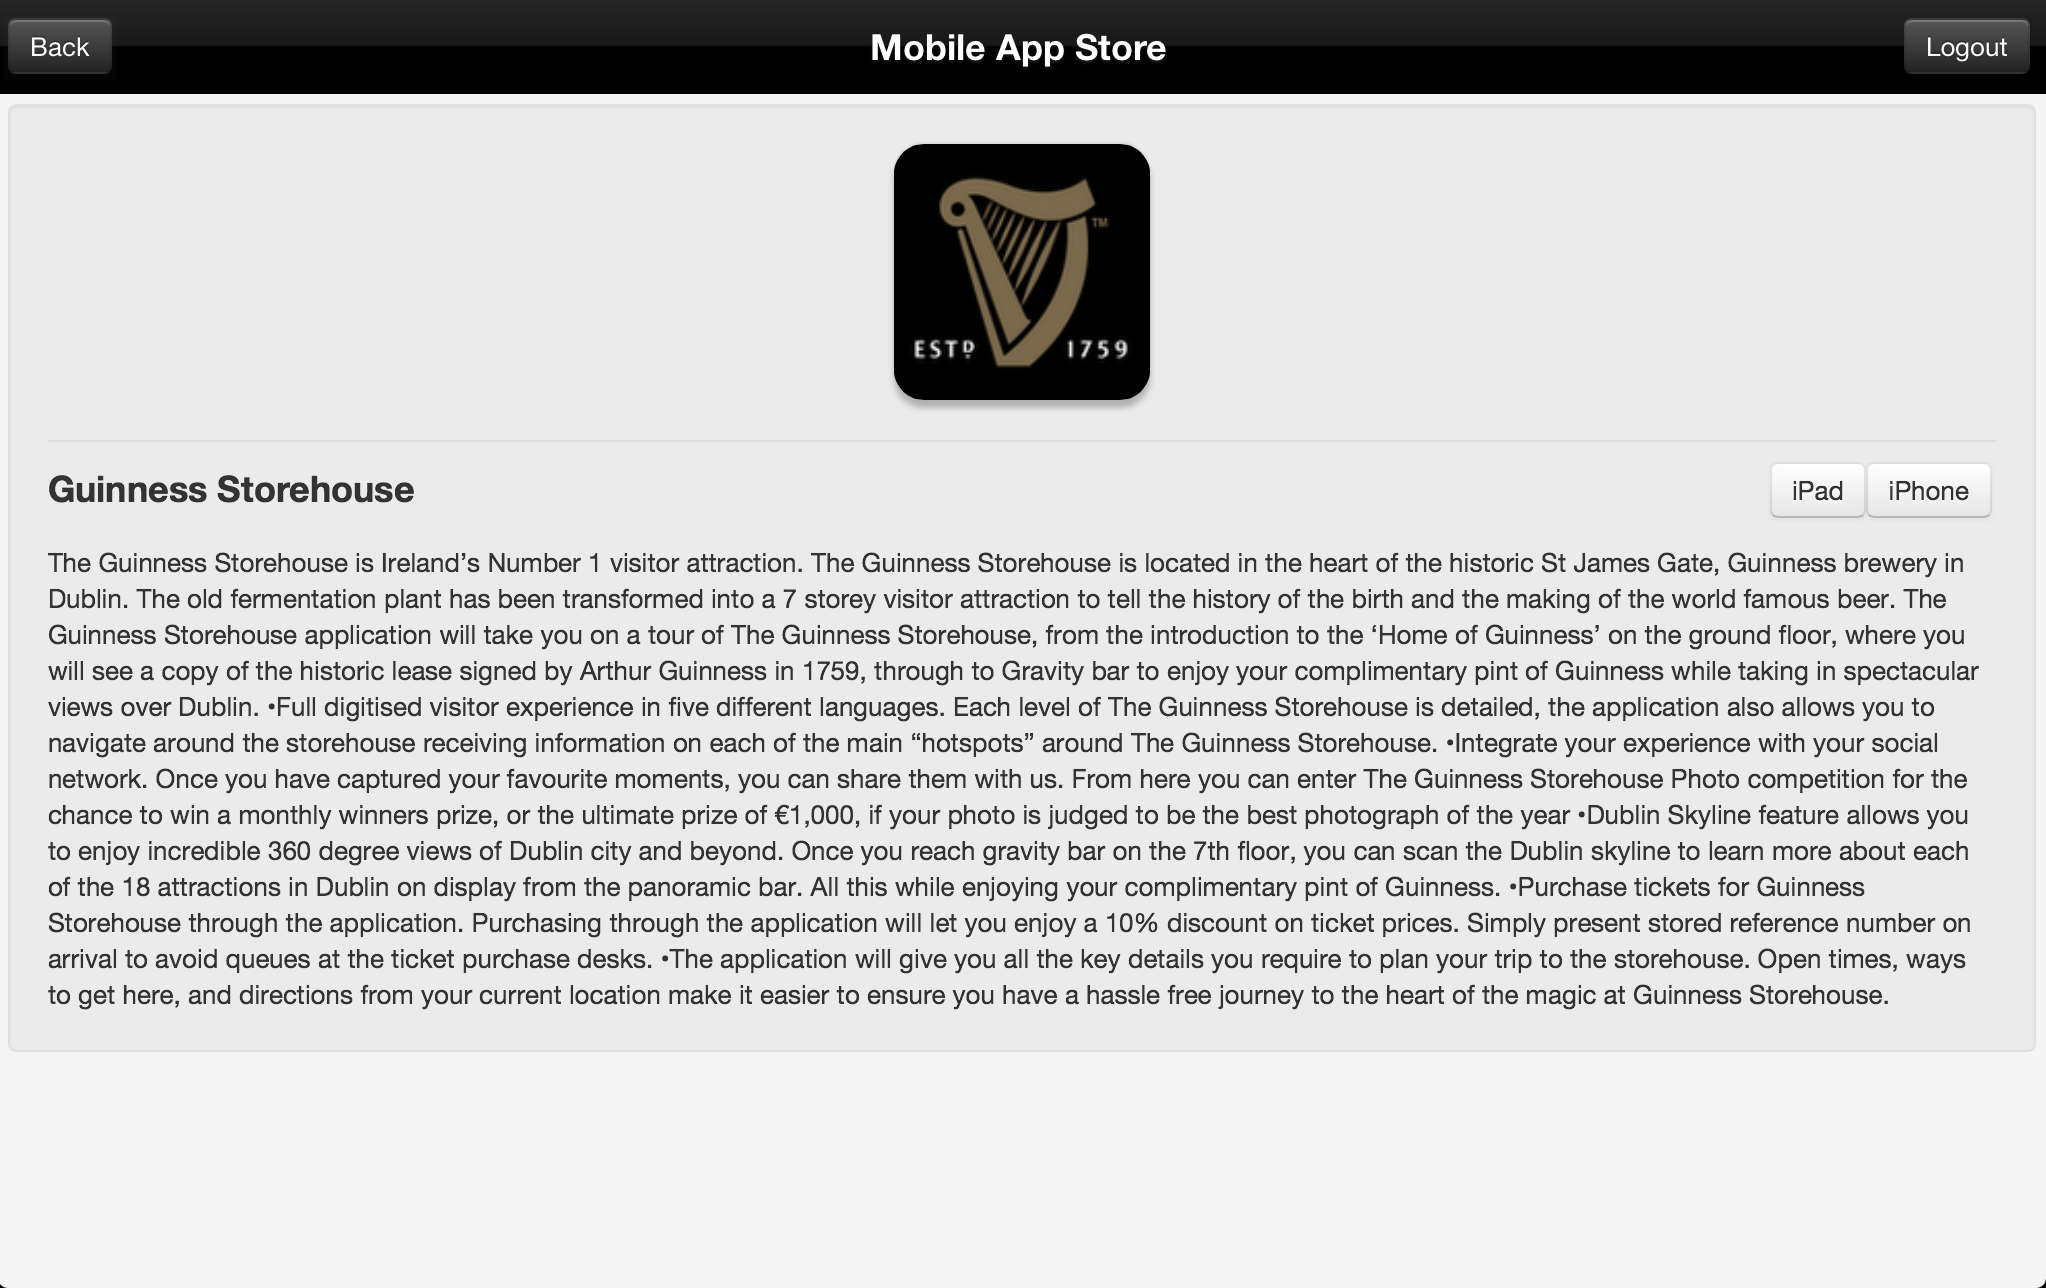 Back
Mobile App Store
Logout
TM
ESTD 1759
Guinness Storehouse
iPad
iPhone
The Guinness Storehouse is Ireland’s Number 1 visitor attraction. The Guinness Storehouse is located in the heart of the historic St James Gate, Guinness brewery in
Dublin. The old fermentation plant has been transformed into a 7 storey visitor attraction to tell the history of the birth and the making of the world famous beer. The
Guinness Storehouse application will take you on a tour of The Guinness Storehouse, from the introduction to the ‘Home of Guinness’ on the ground floor, where you
will see a copy of the historic lease signed by Arthur Guinness in 1759, through to Gravity bar to enjoy your complimentary pint of Guinness while taking in spectacular
views over Dublin. •Full digitised visitor experience in five different languages. Each level of The Guinness Storehouse is detailed, the application also allows you to
navigate around the storehouse receiving information on each of the main “hotspots” around The Guinness Storehouse. •Integrate your experience with your social
network. Once you have captured your favourite moments, you can share them with us. From here you can enter The Guinness Storehouse Photo competition for the
chance to win a monthly winners prize, or the ultimate prize of €1,000, if your photo is judged to be the best photograph of the year •Dublin Skyline feature allows you
to enjoy incredible 360 degree views of Dublin city and beyond. Once you reach gravity bar on the 7th floor, you can scan the Dublin skyline to learn more about each
of the 18 attractions in Dublin on display from the panoramic bar. All this while enjoying your complimentary pint of Guinness. •Purchase tickets for Guinness
Storehouse through the application. Purchasing through the application will let you enjoy a 10% discount on ticket prices. Simply present stored reference number on
arrival to avoid queues at the ticket purchase desks. •The application will give you all the key details you require to plan your trip to the storehouse. Open times, ways
to get here, and directions from your current location make it easier to ensure you have a hassle free journey to the heart of the magic at Guinness Storehouse.